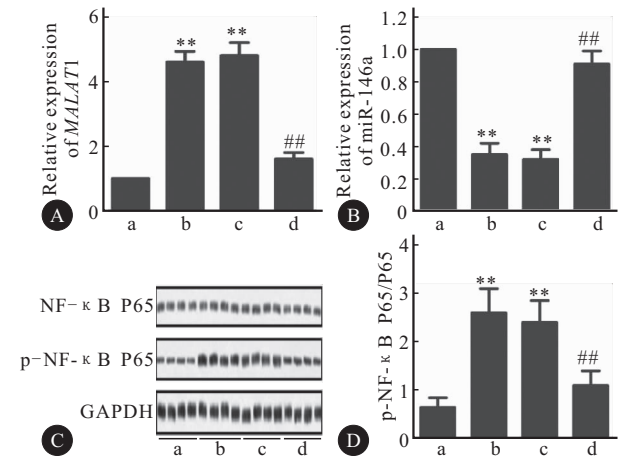 Relative expression
of MALAT1
6
4
2
0
**
**
##
a b c d
A
Relative expression
of miR-146a
1.2
1.0
0.8
0.6
0.4
0.2
0
**
**
##
a b c d
B
NF-κB P65
p-NF-κB P65
GAPDH
a b c d
C
p-NF-κB P65/P65
4
3
2
1
0
**
**
##
a b c d
D